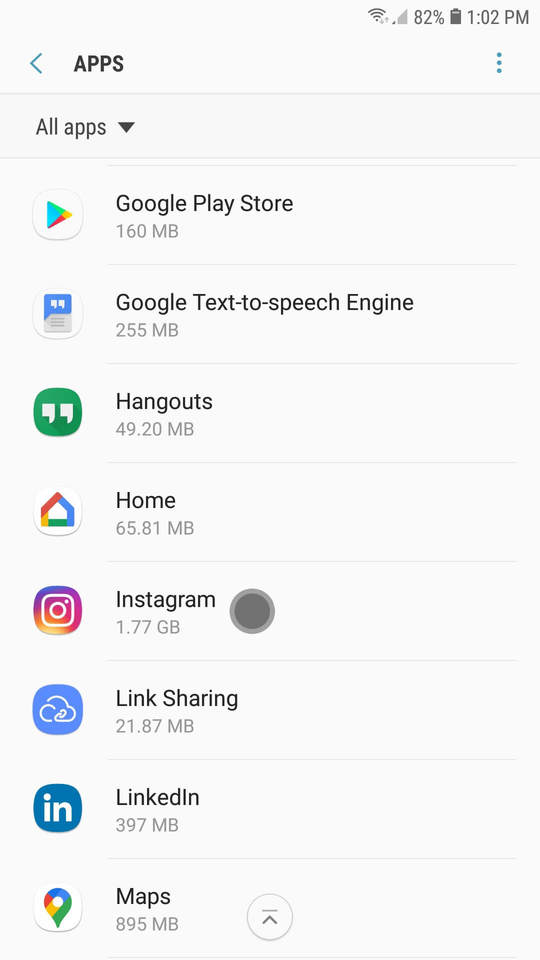 82% 1:02 PM
APPS
All apps
Google Play Store
160 MB
Google Text-to-speech Engine
255 MB
Hangouts
49.20 MB
Home
65.81 MB
Instagram
1.77 GB
Link Sharing
21.87 MB
in
LinkedIn
397 MB
Maps
895 MB